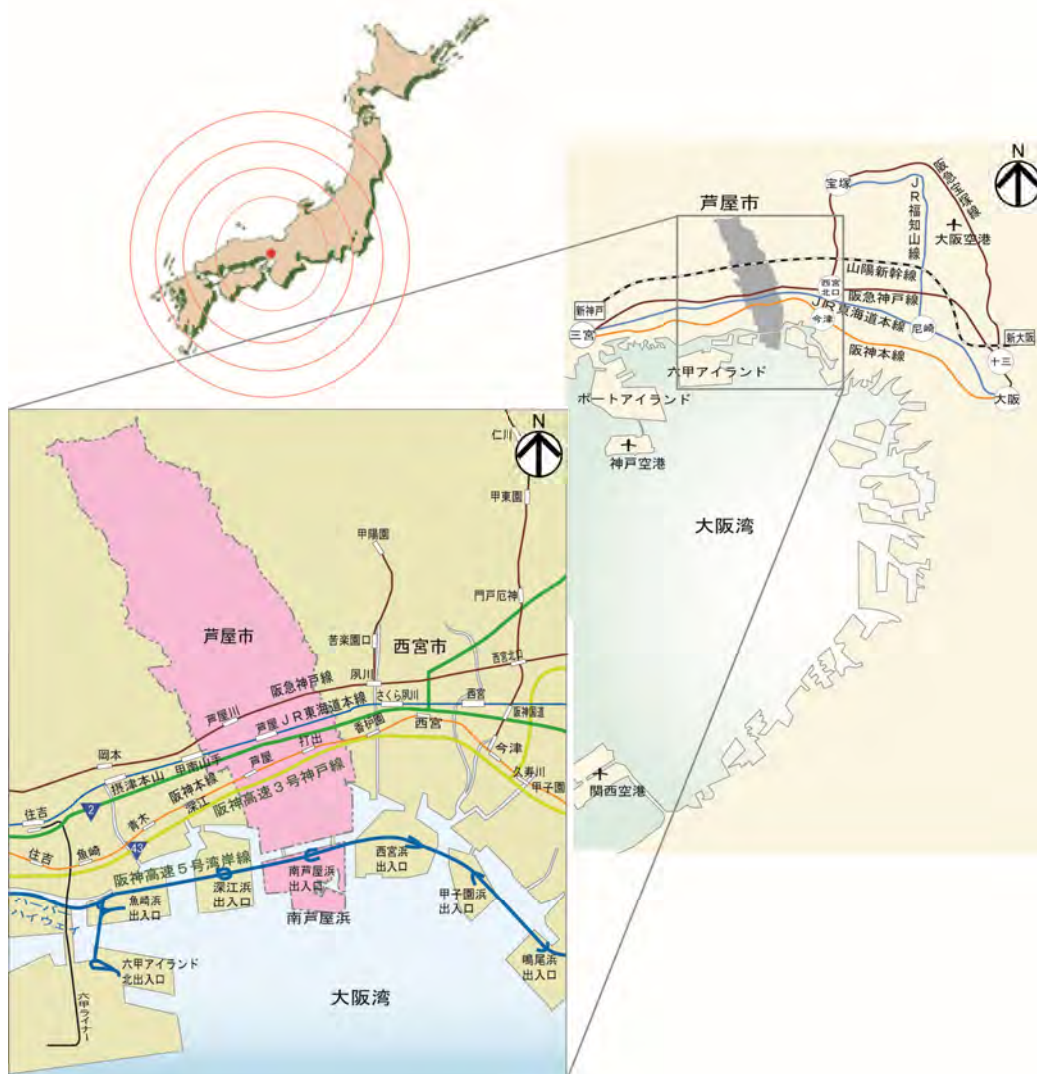 N
宝塚
JR福知山線
阪急宝塚線
芦屋市
大阪空港
山陽新幹線
西宮
北口
新神戸
阪急神戸線
三宮
JR東海道本線
今津
尼崎
新大阪
十三
阪神本線
六甲アイランド
大阪
ポートアイランド
神戸空港
大阪湾
関西空港
N
仁川
甲東園
甲陽園
門戸厄神
芦屋市
苦楽園口
西宮市
西宮北口
夙川
阪急神戸線
さくら夙川
西宮
芦屋川
芦屋
JR東海道本線
香枦園
西宮
阪神国道
打出
岡本
甲南山手
芦屋
今津
摂津本山
阪神本線
久寿川
甲子園
阪神高速3号神戸線
住吉
2
深江
青木
住吉
魚崎
43
西宮浜
出入口
阪神高速5号湾岸線
南芦屋浜
出入口
深江浜
出入口
甲子園浜
出入口
ハーバー
ハイウェイ
魚崎浜
出入口
南芦屋浜
六甲アイランド
北出入口
鳴尾浜
出入口
大阪湾
六甲ライナー